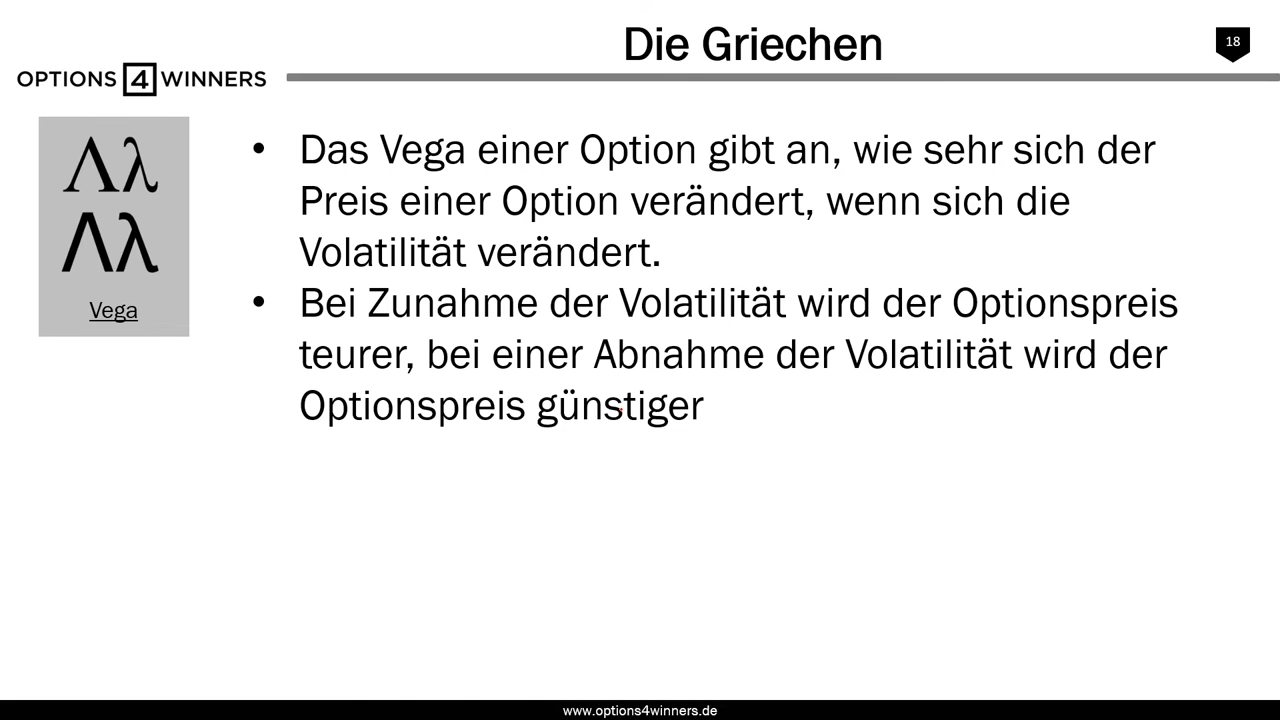 Die Griechen
18
OPTIONS 4 WINNERS
Λλ
Λλ
Vega
• Das Vega einer Option gibt an, wie sehr sich der
Preis einer Option verändert, wenn sich die
Volatilität verändert.
• Bei Zunahme der Volatilität wird der Optionspreis
teurer, bei einer Abnahme der Volatilität wird der
Optionspreis günstiger
www.options4winners.de